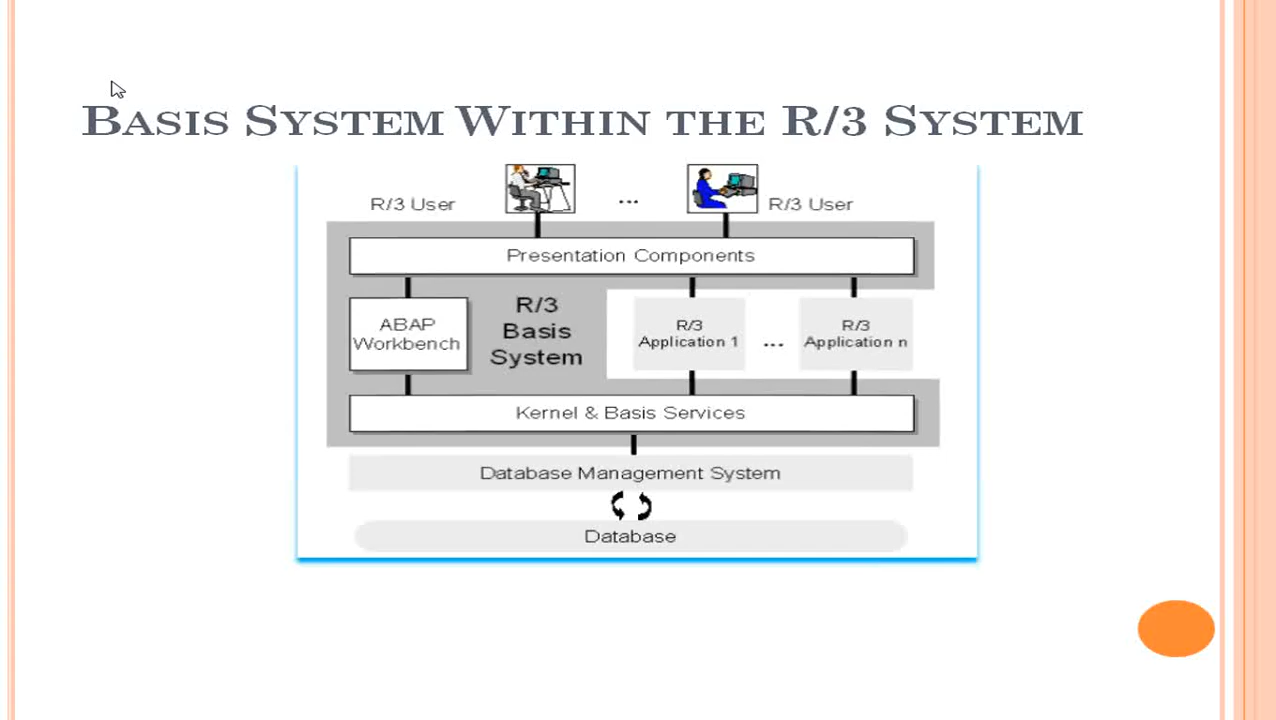 BASIS SYSTEM WITHIN THE R/3 SYSTEM
R/3 User
...
R/3 User
Presentation Components
ABAP
Workbench
R/3
Basis
System
R/3
Application 1
...
R/3
Application n
Kernel & Basis Services
Database Management System
Database